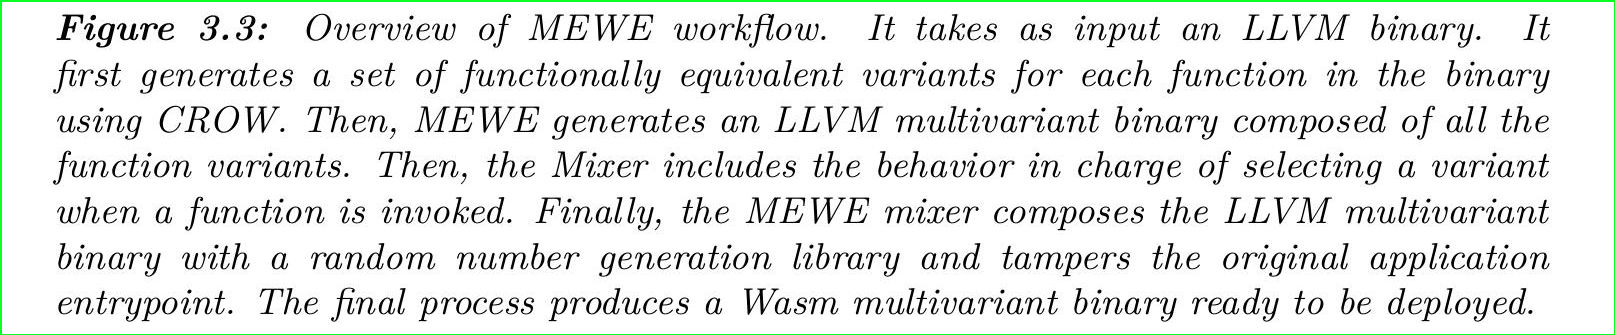 Figure 3.3: Overview of MEWE workflow. It takes as input an LLVM binary. It
first generates a set of functionally equivalent variants for each function in the binary
using CROW. Then, MEWE generates an LLVM multivariant binary composed of all the
function variants. Then, the Mixer includes the behavior in charge of selecting a variant
when a function is invoked. Finally, the MEWE mixer composes the LLVM multivariant
binary with a random number generation library and tampers the original application
entrypoint. The final process produces a Wasm multivariant binary ready to be deployed.